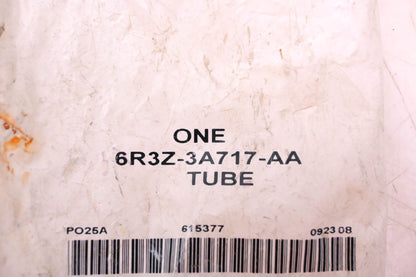 ONE
6R3Z-3A717-AA
TUBE
PO25A 615377 092308